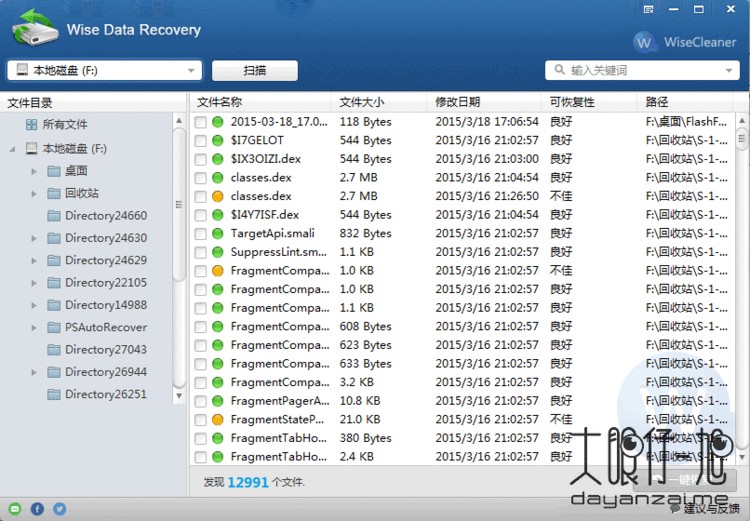 Wise Data Recovery
WiseCleaner
本地磁盘 (F:) 扫描 输入关键词
文件目录
所有文件
本地磁盘 (F:)
桌面
回收站
Directory24660
Directory24630
Directory24629
Directory22105
Directory14988
PSAutoRecover
Directory27043
Directory26944
Directory26251
文件名称 文件大小 修改日期 可恢复性 路径
2015-03-18_17.0... 118 Bytes 2015/3/18 17:06:54 良好 F:\桌面\FlashF...
$I7GELOT 544 Bytes 2015/3/16 21:02:57 良好 F:\回收站\S-1-...
$IX3OIZI.dex 544 Bytes 2015/3/16 21:03:00 良好 F:\回收站\S-1-...
classes.dex 2.7 MB 2015/3/16 21:04:54 良好 F:\回收站\S-1-...
classes.dex 2.7 MB 2015/3/16 21:26:50 不佳 F:\回收站\S-1-...
$I4Y7ISF.dex 544 Bytes 2015/3/16 21:04:54 良好 F:\回收站\S-1-...
TargetApi.smali 832 Bytes 2015/3/16 21:02:57 良好 F:\回收站\S-1-...
SuppressLint.sm... 1.1 KB 2015/3/16 21:02:57 良好 F:\回收站\S-1-...
FragmentCompa... 1.0 KB 2015/3/16 21:02:57 不佳 F:\回收站\S-1-...
FragmentCompa... 1.0 KB 2015/3/16 21:02:57 良好 F:\回收站\S-1-...
FragmentCompa... 1.1 KB 2015/3/16 21:02:57 良好 F:\回收站\S-1-...
FragmentCompa... 608 Bytes 2015/3/16 21:02:57 良好 F:\回收站\S-1-...
FragmentCompa... 623 Bytes 2015/3/16 21:02:57 良好 F:\回收站\S-1-...
FragmentCompa... 633 Bytes 2015/3/16 21:02:57 良好 F:\回收站\S-1-...
FragmentCompa... 3.2 KB 2015/3/16 21:02:57 良好 F:\回收站\S-1-...
FragmentPagerA... 10.8 KB 2015/3/16 21:02:57 良好 F:\回收站\S-1-...
FragmentStateP... 21.0 KB 2015/3/16 21:02:57 不佳 F:\回收站\S-1-...
FragmentTabHo... 380 Bytes 2015/3/16 21:02:57 良好 F:\回收站\S-1-...
FragmentTabHo... 2.4 KB 2015/3/16 21:02:57 良好 F:\回收站\S-1-...
发现 12991 个文件.
大眼仔旭
dayanzai.me
建议与反馈